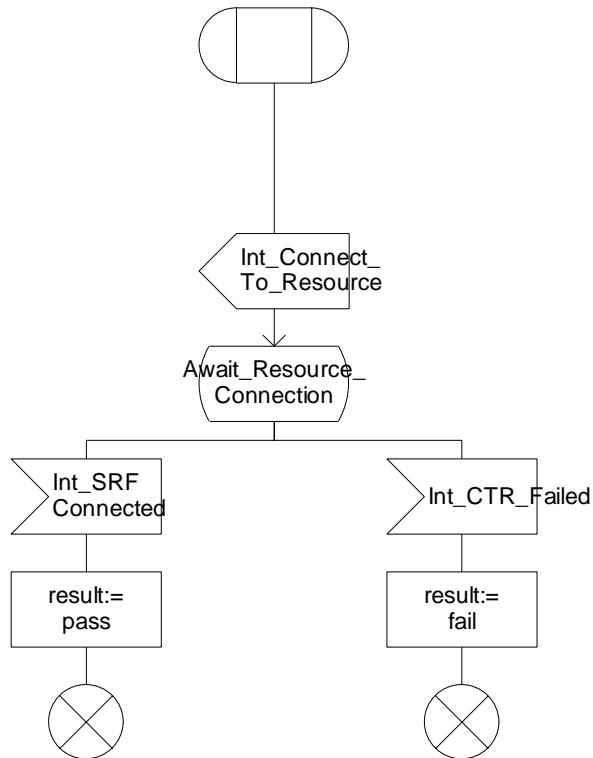 Int_Connect_
To_Resource
Await_Resource_
Connection
Int_SRF
Connected
Int_CTR_Failed
result:=
pass
result:=
fail